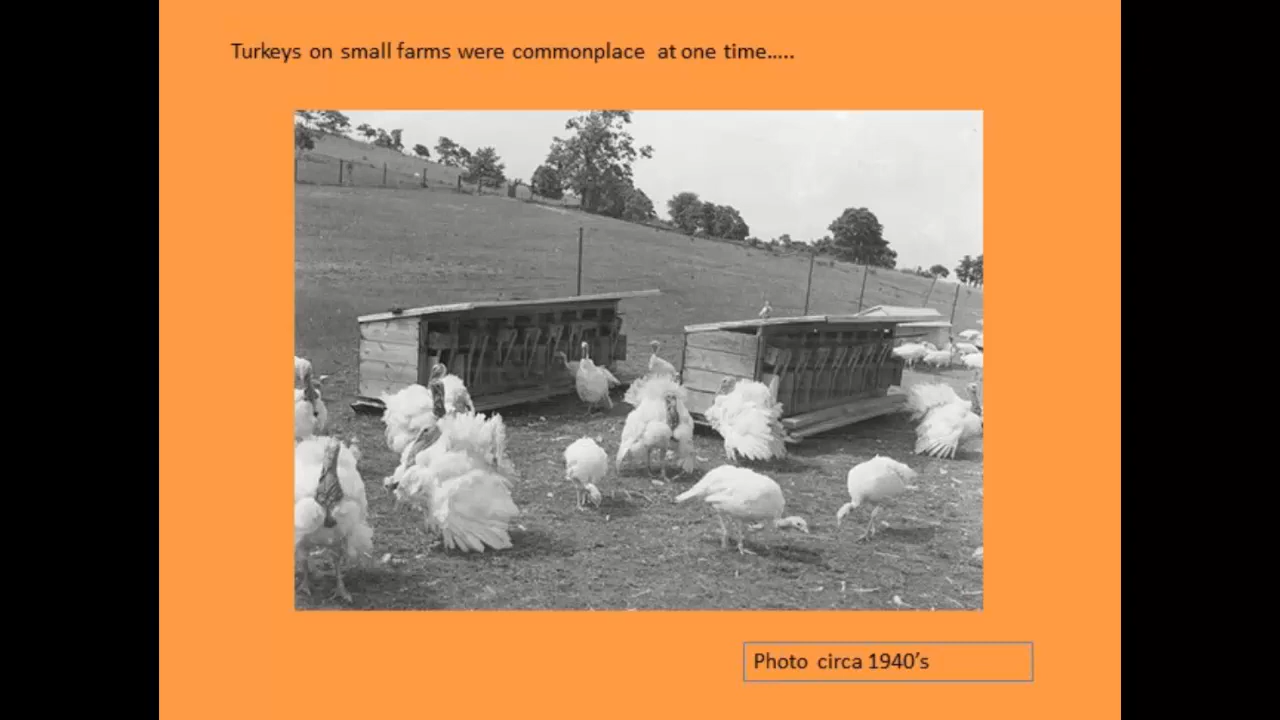 Turkeys on small farms were commonplace at one time.....
Photo circa 1940’s